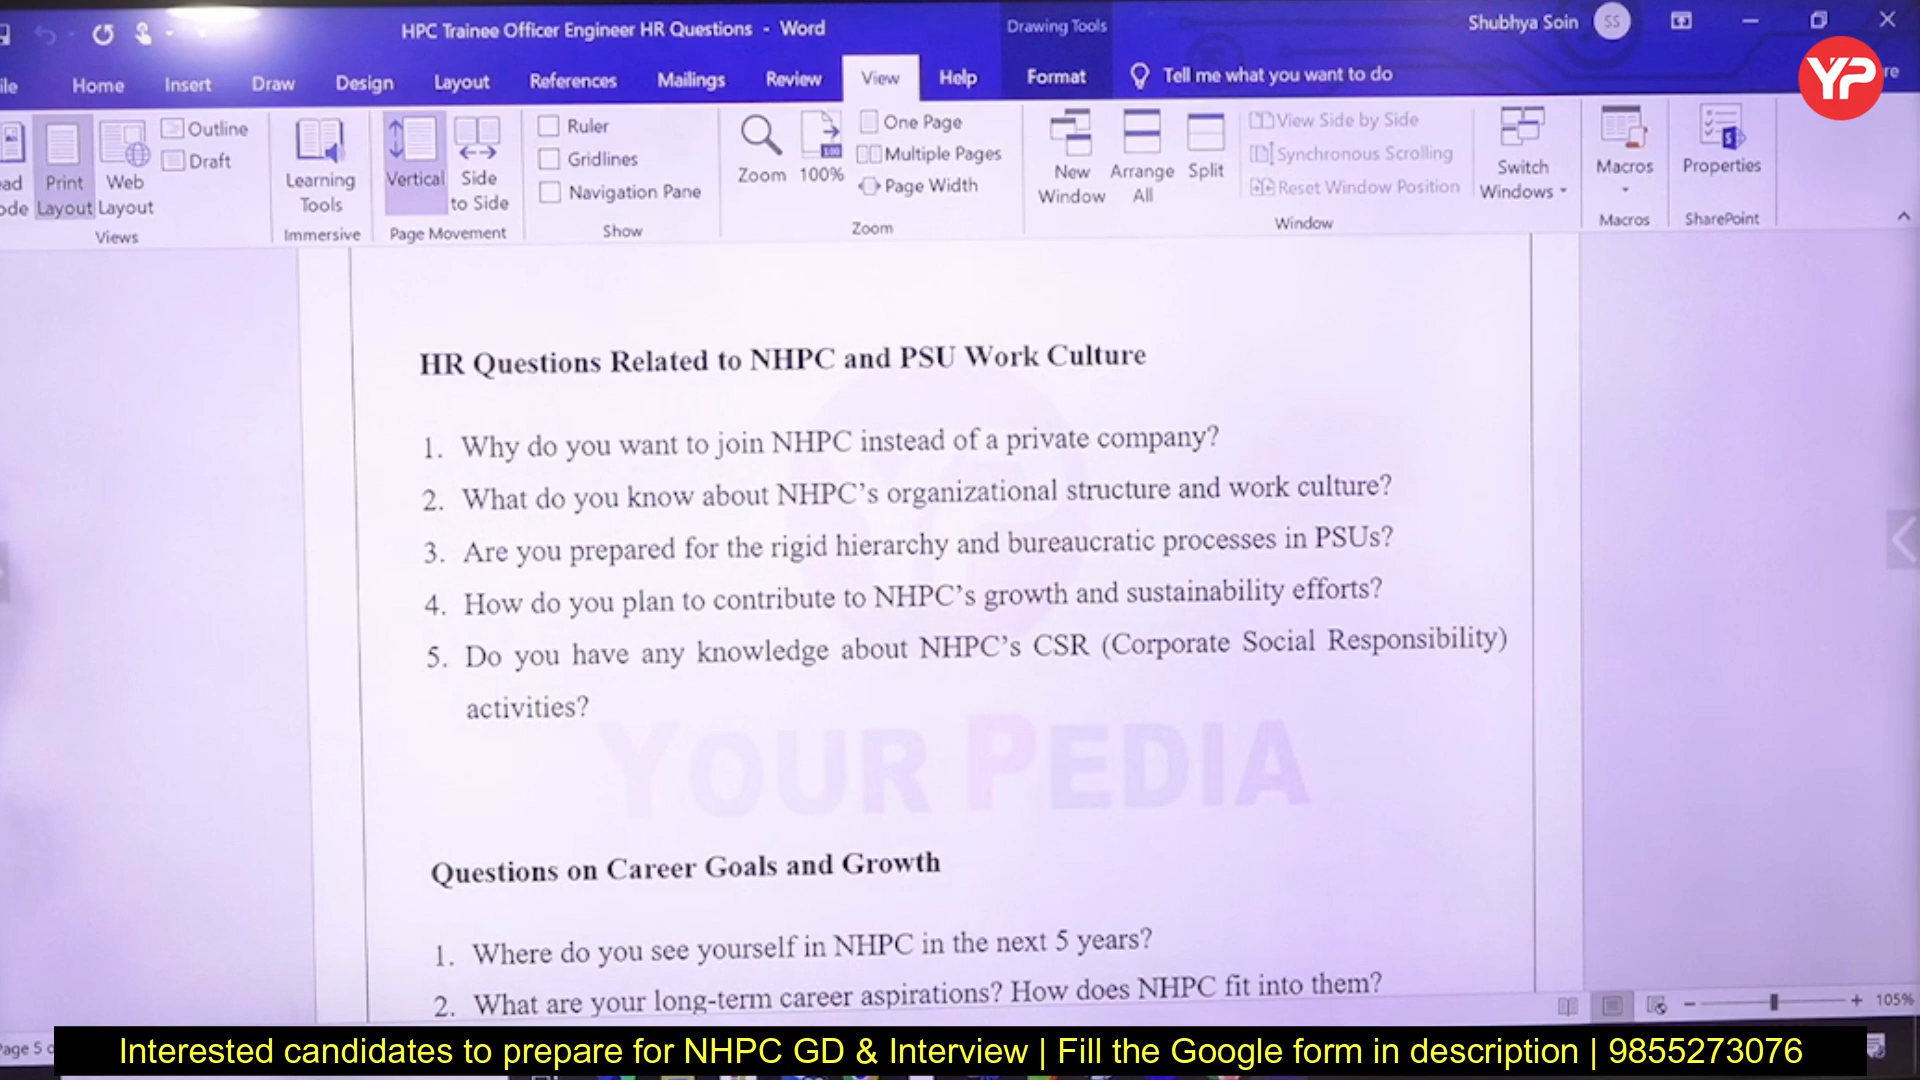 HPC Trainee Officer Engineer HR Questions - Word
Drawing Tools
Shubhya Soin
SS
YP
ile
Home
Insert
Draw
Design
Layout
References
Mailings
Review
View
Help
Format
Tell me what you want to do
re
ead
ode
Print
Layout
Web
Layout
Outline
Draft
Views
Learning
Tools
Immersive
Vertical
Side
to Side
Page Movement
Ruler
Gridlines
Navigation Pane
Show
Zoom
100%
One Page
Multiple Pages
Page Width
Zoom
New
Window
Arrange
All
Split
View Side by Side
Synchronous Scrolling
Reset Window Position
Window
Switch
Windows
Macros
Macros
Properties
SharePoint
HR Questions Related to NHPC and PSU Work Culture
1. Why do you want to join NHPC instead of a private company?
2. What do you know about NHPC’s organizational structure and work culture?
3. Are you prepared for the rigid hierarchy and bureaucratic processes in PSUs?
4. How do you plan to contribute to NHPC’s growth and sustainability efforts?
5. Do you have any knowledge about NHPC’s CSR (Corporate Social Responsibility)
activities?
YOUR PEDIA
Questions on Career Goals and Growth
1. Where do you see yourself in NHPC in the next 5 years?
2. What are your long-term career aspirations? How does NHPC fit into them?
105%
Page 5 o
Interested candidates to prepare for NHPC GD & Interview | Fill the Google form in description | 9855273076